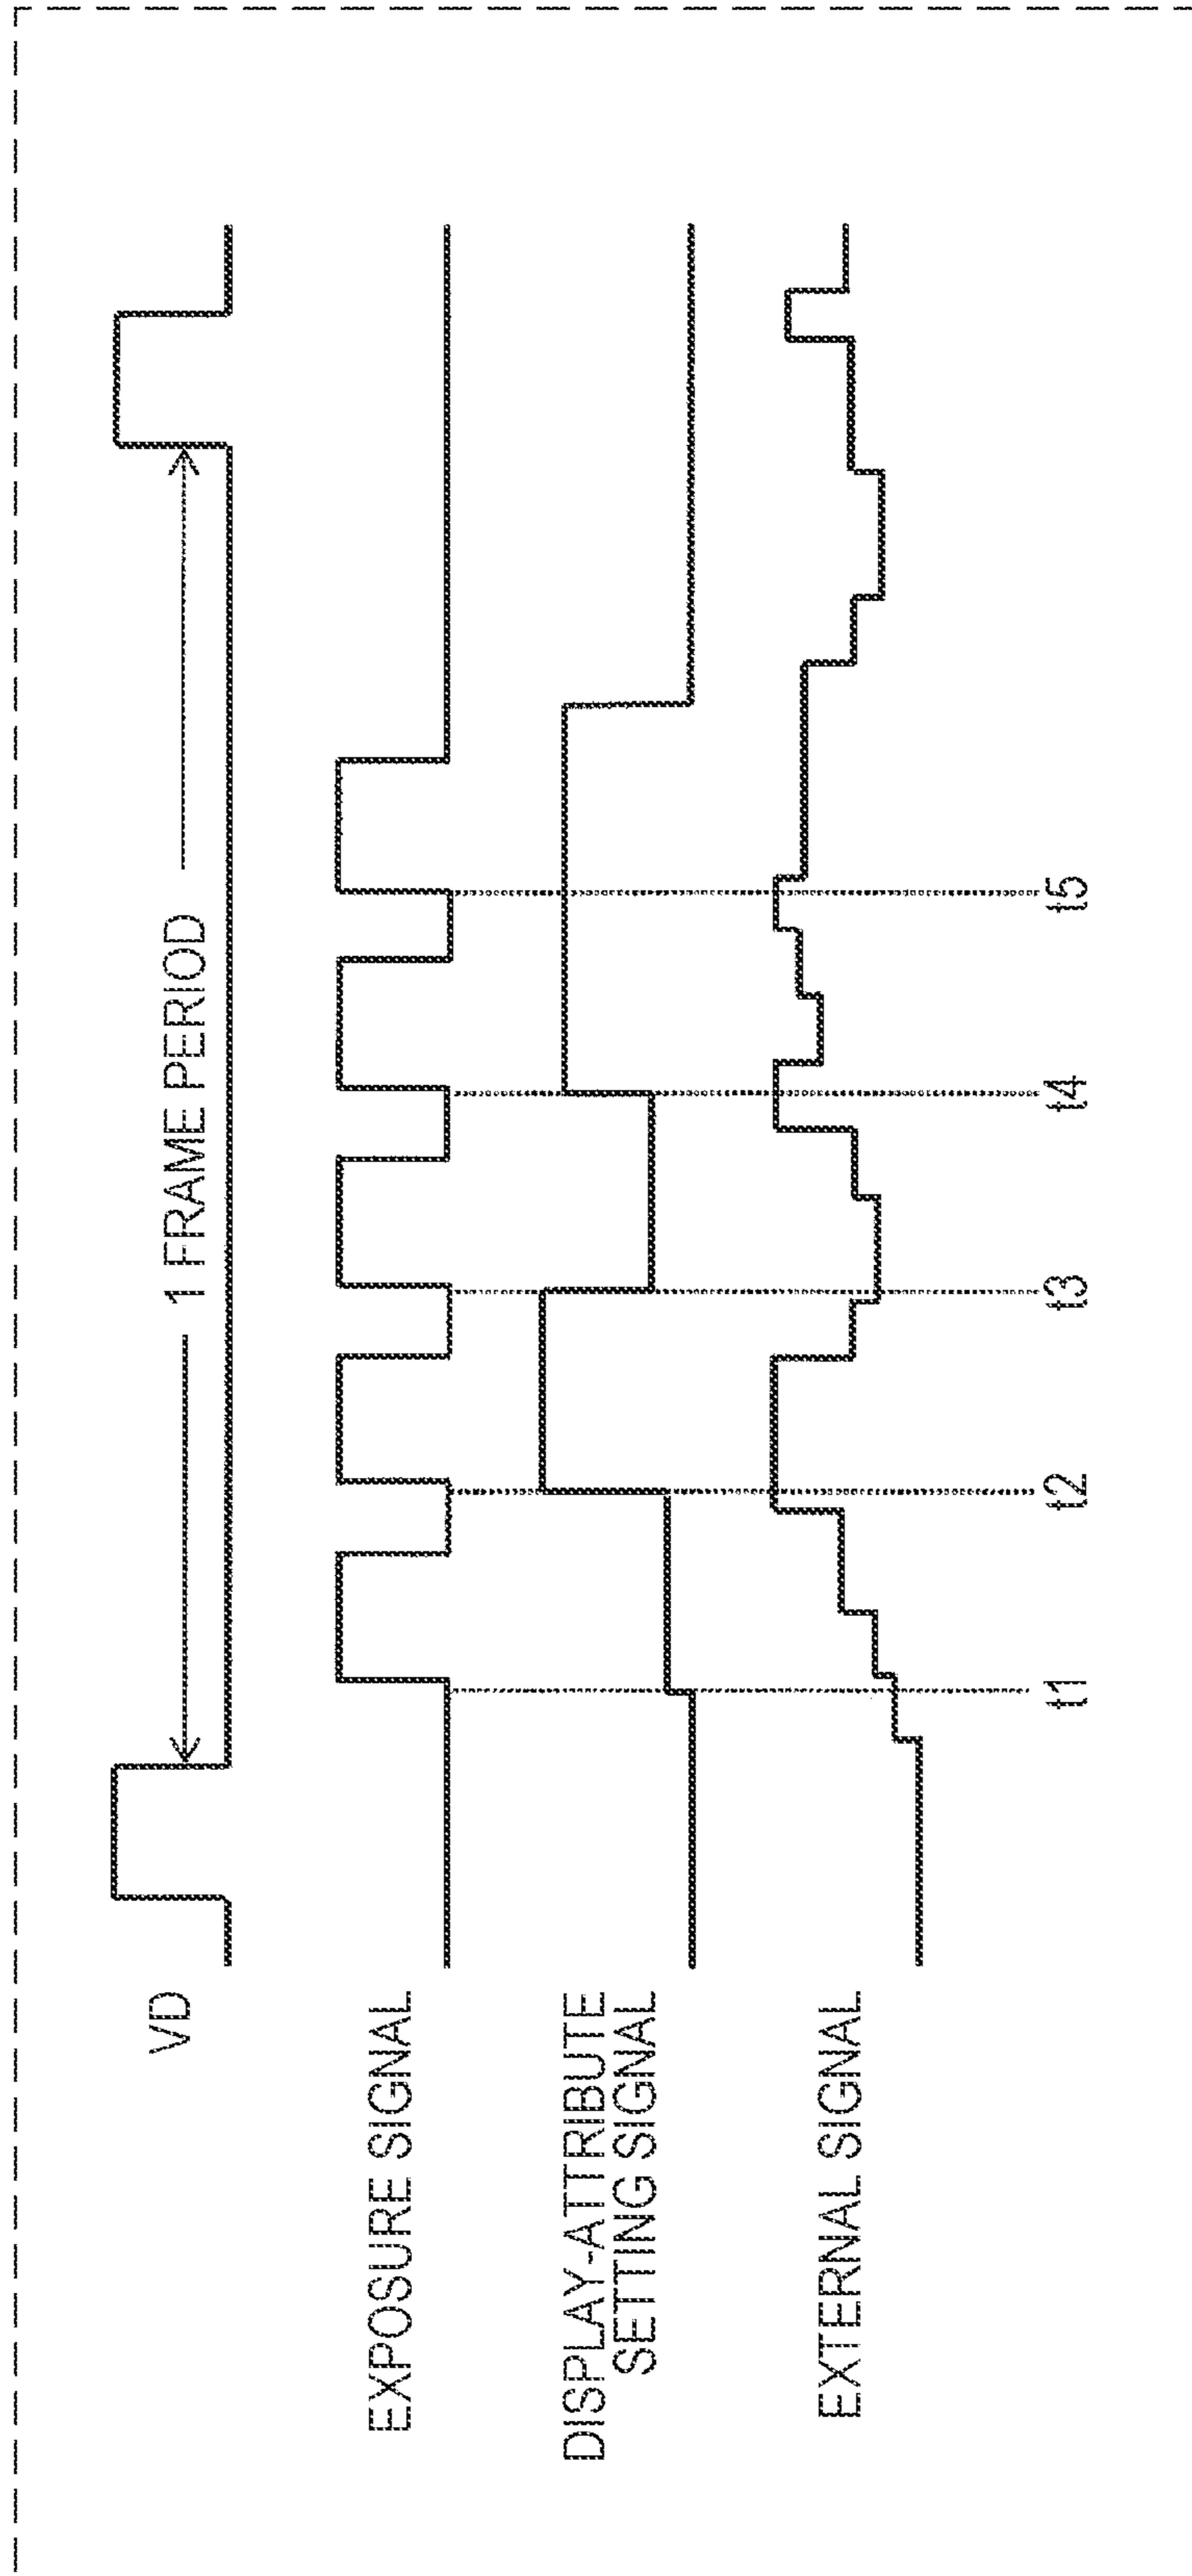 VD
1 FRAME PERIOD
EXPOSURE SIGNAL
DISPLAY-ATTRIBUTE
SETTING SIGNAL
EXTERNAL SIGNAL
t1 t2 t3 t4 t5